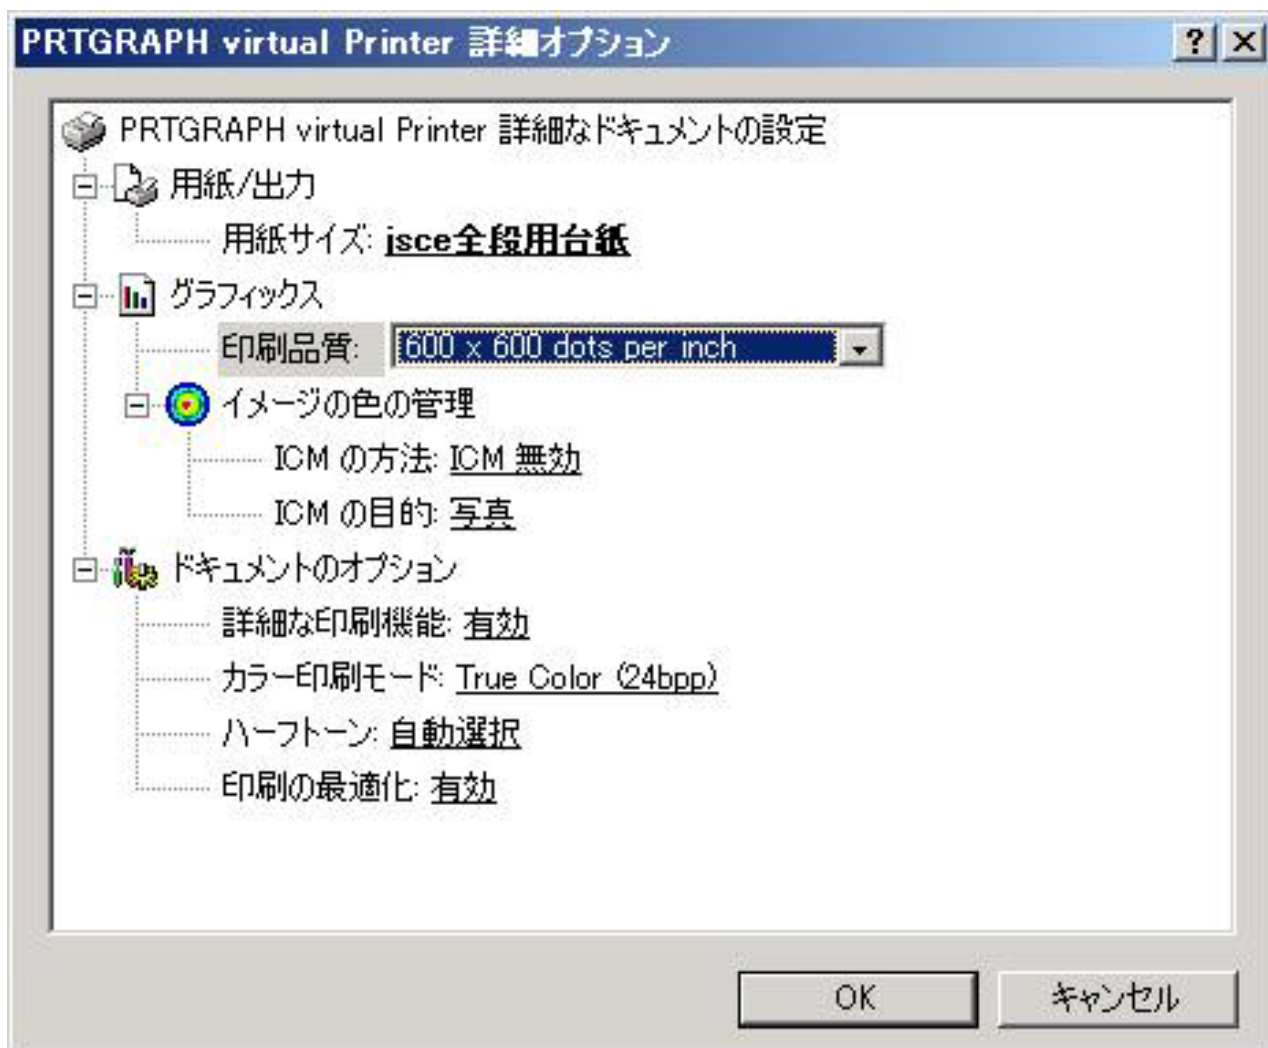 PRTGRAPH virtual Printer 詳細オプション
PRTGRAPH virtual Printer 詳細なドキュメントの設定
用紙/出力
用紙サイズ: jsce全段用台紙
グラフィックス
印刷品質: 600 x 600 dots per inch
イメージの色の管理
ICM の方法: ICM 無効
ICM の目的: 写真
ドキュメントのオプション
詳細な印刷機能: 有効
カラー印刷モード: True Color (24bpp)
ハーフトーン: 自動選択
印刷の最適化: 有効
OK キャンセル